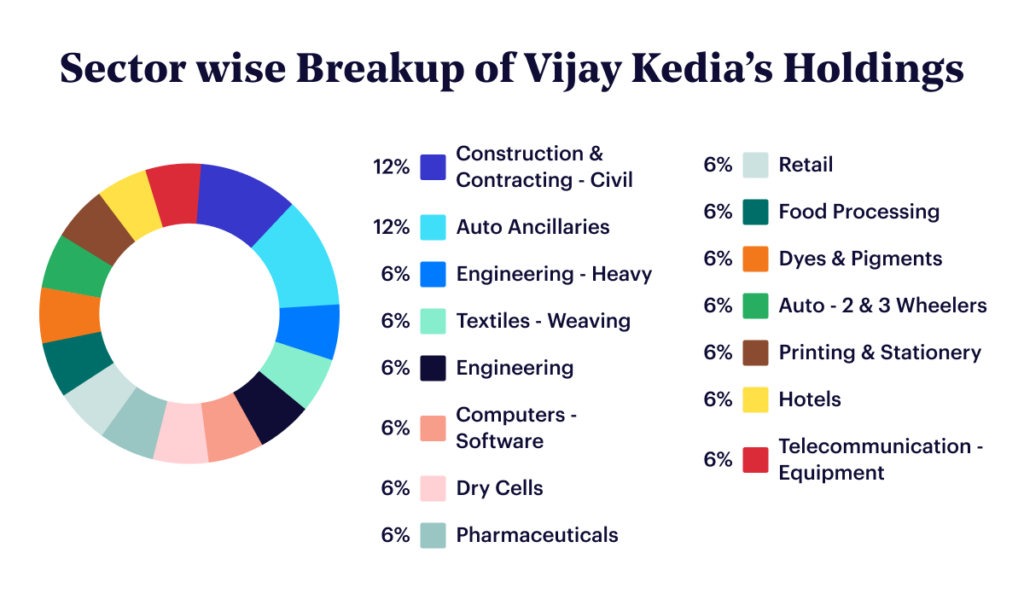 Sector wise Breakup of Vijay Kedia’s Holdings
12% Construction &
Contracting - Civil
12% Auto Ancillaries
6% Engineering - Heavy
6% Textiles - Weaving
6% Engineering
6% Computers -
Software
6% Dry Cells
6% Pharmaceuticals
6% Retail
6% Food Processing
6% Dyes & Pigments
6% Auto - 2 & 3 Wheelers
6% Printing & Stationery
6% Hotels
6% Telecommunication -
Equipment